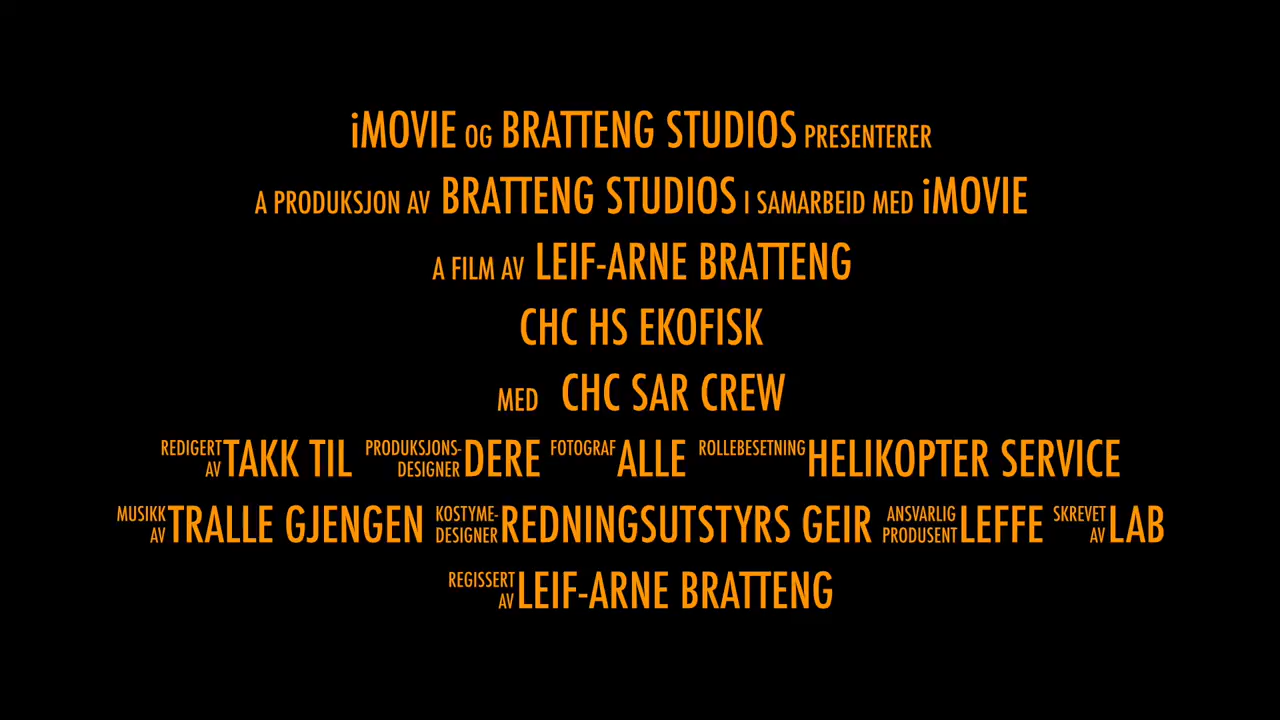 iMOVIE OG BRATTENG STUDIOS PRESENTERER
A PRODUKSJON AV BRATTENG STUDIOS I SAMARBEID MED iMOVIE
A FILM AV LEIF-ARNE BRATTENG
CHC HS EKOFISK
MED CHC SAR CREW
REDIGERT AV TAKK TIL PRODUKSJONS-DESIGNER DERE FOTOGRAF ALLE ROLLEBESETNING HELIKOPTER SERVICE
MUSIKK AV TRALLE GJENGEN KOSTYME-DESIGNER REDNINGSUTSTYRS GEIR ANSVARLIG PRODUSENT LEFFE SKREVET AV LAB
REGISSERT AV LEIF-ARNE BRATTENG